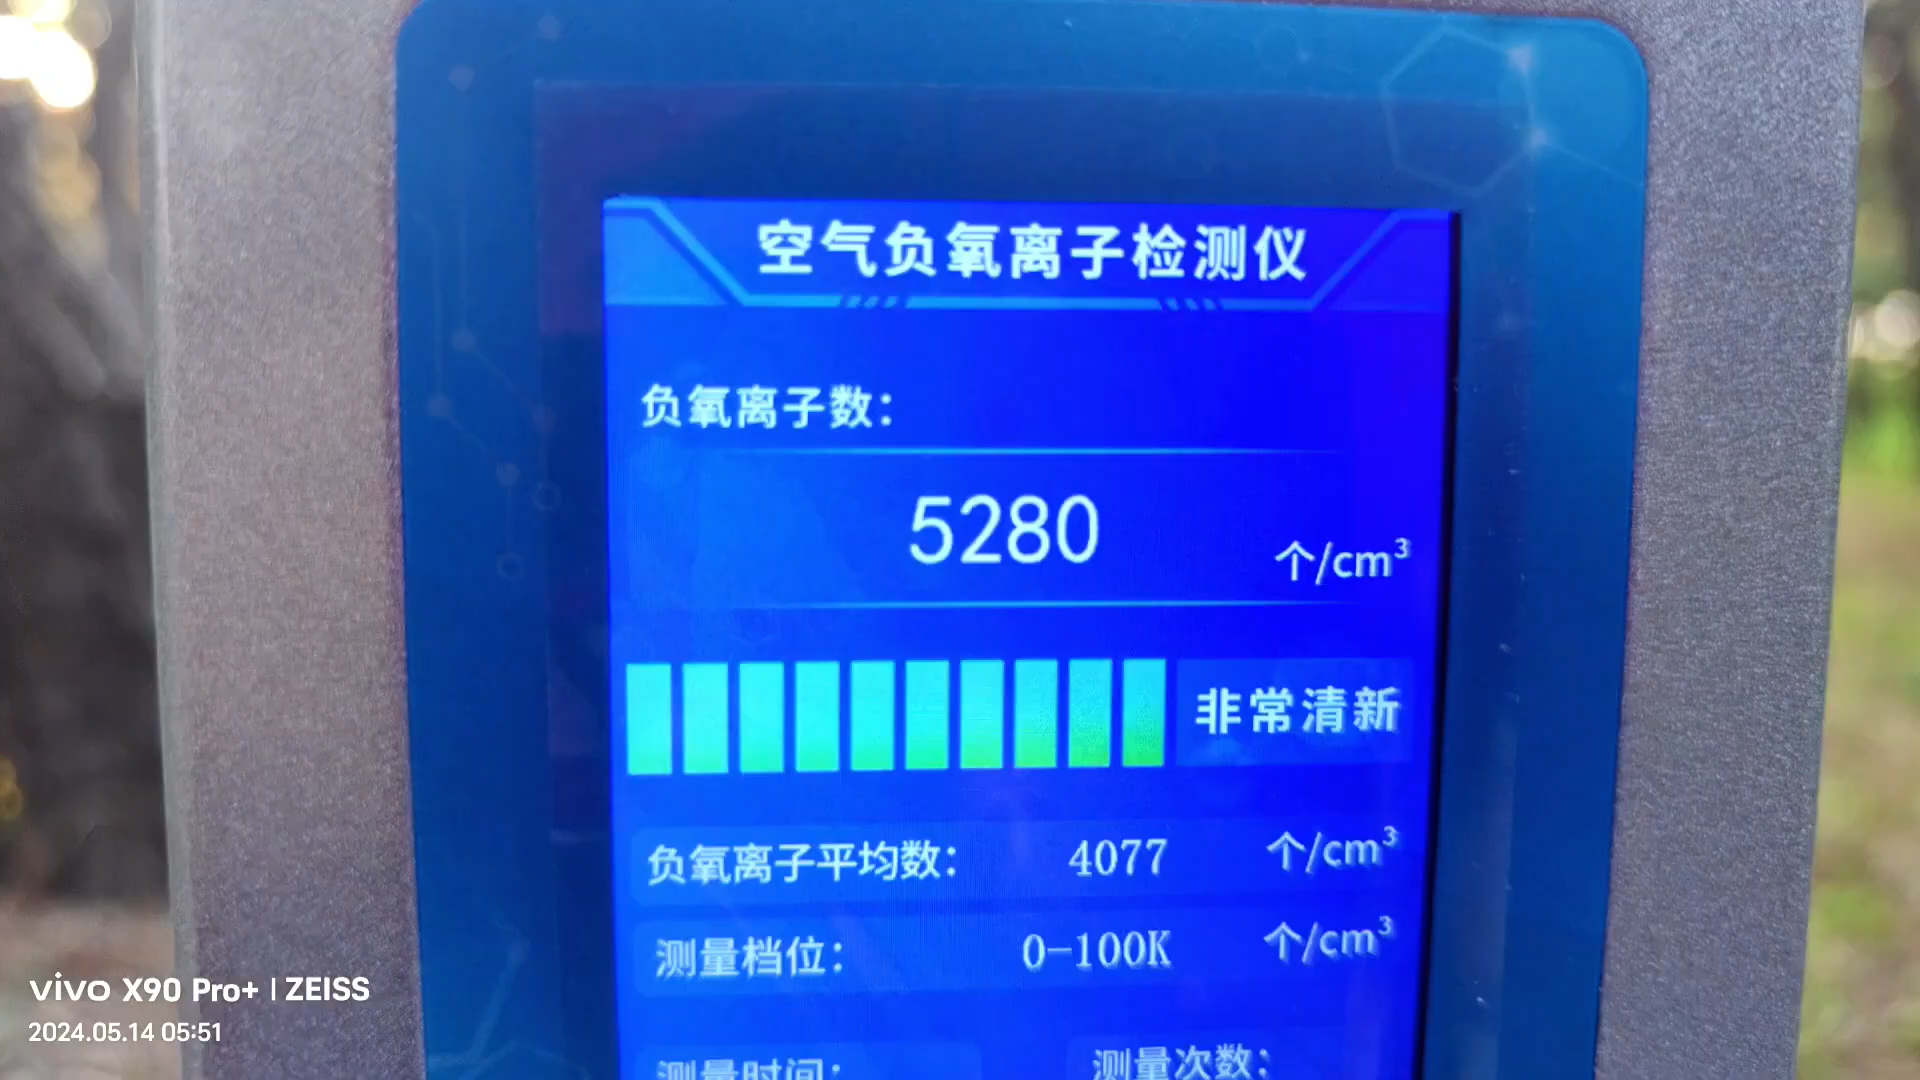 空气负氧离子检测仪
负氧离子数：
5280 个/cm³
非常清新
负氧离子平均数： 4077 个/cm³
测量档位： 0-100K 个/cm³
测量时间： 测量次数：
vivo X90 Pro+ | ZEISS
2024.05.14 05:51